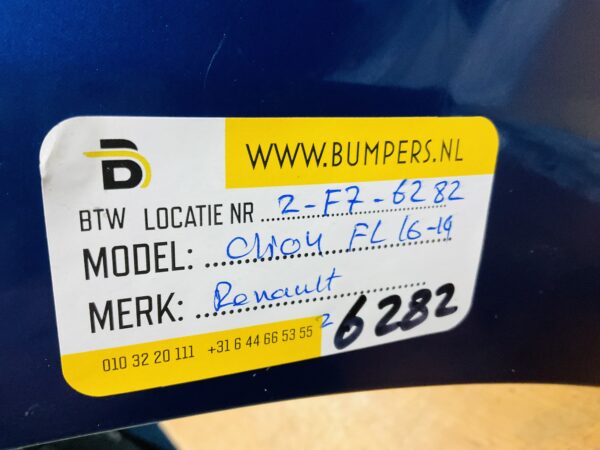 B
WWW.BUMPERS.NL
BTW LOCATIE NR 2-F7-6282
MODEL: Clio4 FL 16-19
MERK: Renault
010 32 20 111 +31 6 44 66 53 55
2 6282